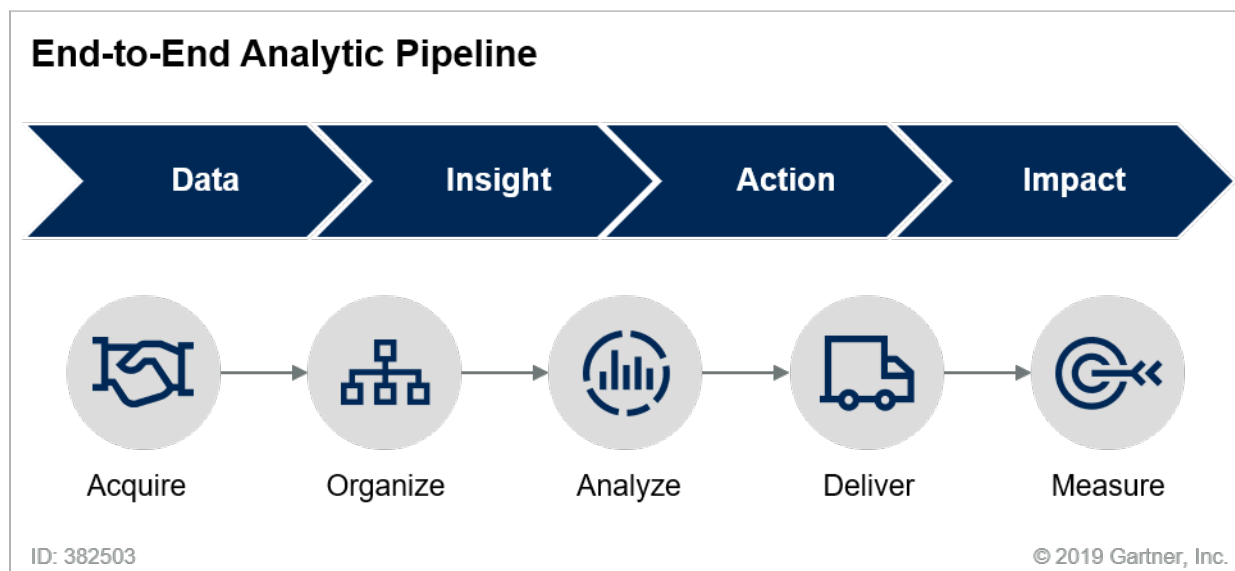 End-to-End Analytic Pipeline
Data Insight Action Impact
Acquire Organize Analyze Deliver Measure
ID: 382503 © 2019 Gartner, Inc.